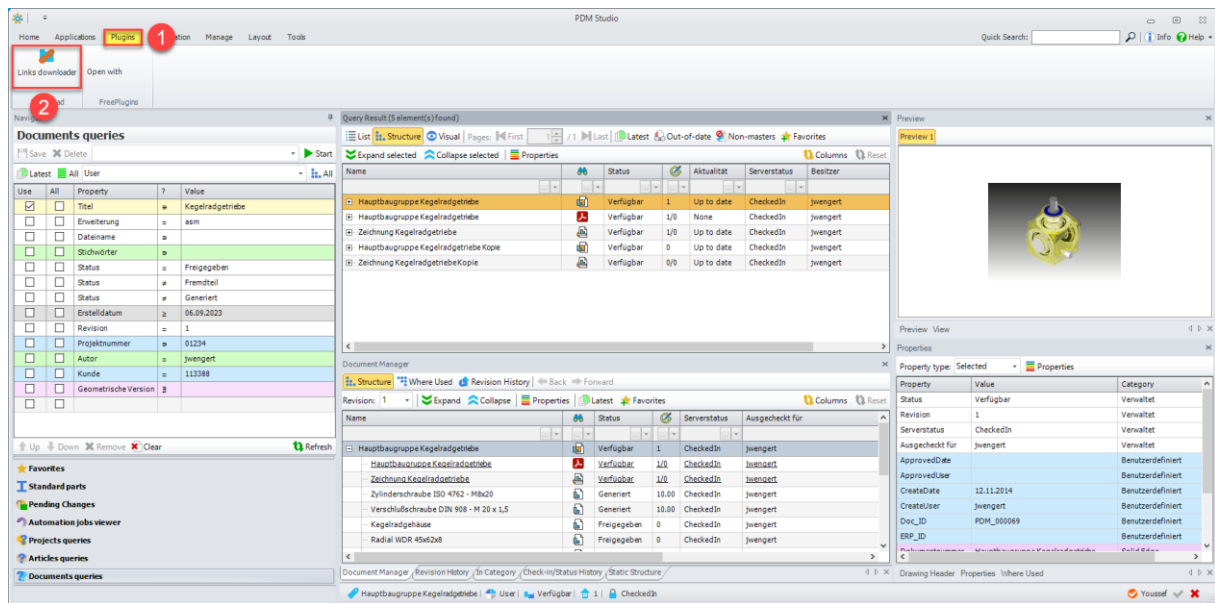 PDM Studio
Home Applications Plugins 1 ation Manage Layout Tools
Quick Search: Info Help
Links downloader Open with
2 ad FreePlugins
Navig
Documents queries
Save Delete Start
Latest All User All
Use All Property ? Value
Titel Kegelradgetriebe
Erweiterung = asm
Dateiname
Stichwörter
Status = Freigegeben
Status ≠ Fremdteil
Status ≠ Generiert
Erstelldatum ≥ 06.09.2023
Revision = 1
Projektnummer 01234
Autor = jwengert
Kunde = 113388
Geometrische Version
Up Down Remove Clear Refresh
Favorites
Standard parts
Pending Changes
Automation jobs viewer
Projects queries
Articles queries
Documents queries
Query Result (5 element(s) found)
List Structure Visual Pages: First 1 / 1 Last Latest Out-of-date Non-masters Favorites
Expand selected Collapse selected Properties Columns Reset
Name Status Aktualität Serverstatus Besitzer
Hauptbaugruppe Kegelradgetriebe Verfügbar 1 Up to date CheckedIn jwengert
Hauptbaugruppe Kegelradgetriebe Verfügbar 1/0 None CheckedIn jwengert
Zeichnung Kegelradgetriebe Verfügbar 1/0 Up to date CheckedIn jwengert
Hauptbaugruppe Kegelradgetriebe Kopie Verfügbar 0 Up to date CheckedIn jwengert
Zeichnung KegelradgetriebeKopie Verfügbar 0/0 Up to date CheckedIn jwengert
Document Manager
Structure Where Used Revision History Back Forward
Revision: 1 Expand Collapse Properties Latest Favorites Columns Reset
Name Status Serverstatus Ausgecheckt für
Hauptbaugruppe Kegelradgetriebe Verfügbar 1 CheckedIn jwengert
Hauptbaugruppe Kegelradgetriebe Verfügbar 1/0 CheckedIn jwengert
Zeichnung Kegelradgetriebe Verfügbar 1/0 CheckedIn jwengert
Zylinderschraube ISO 4762 - M8x20 Generiert 10.00 CheckedIn jwengert
Verschlußschraube DIN 908 - M 20 x 1,5 Generiert 10.00 CheckedIn jwengert
Kegelradgehäuse Freigegeben 0 CheckedIn jwengert
Radial WDR 45x62x8 Freigegeben 0 CheckedIn jwengert
Document Manager Revision History In Category Check-in/Status History Static Structure
Preview
Preview 1
Preview View
Properties
Property type: Selected Properties
Property Value Category
Status Verfügbar Verwaltet
Revision 1 Verwaltet
Serverstatus CheckedIn Verwaltet
Ausgecheckt für jwengert Verwaltet
ApprovedDate Benutzerdefiniert
ApprovedUser Benutzerdefiniert
CreateDate 12.11.2014 Benutzerdefiniert
CreateUser jwengert Benutzerdefiniert
Doc_ID PDM_000069 Benutzerdefiniert
ERP_ID Benutzerdefiniert
Dokumentnummer Hauptbaugruppe Kegelradgetriebe Solid Edge
Drawing Header Properties Where Used
Hauptbaugruppe Kegelradgetriebe User Verfügbar 1 CheckedIn
Youssef